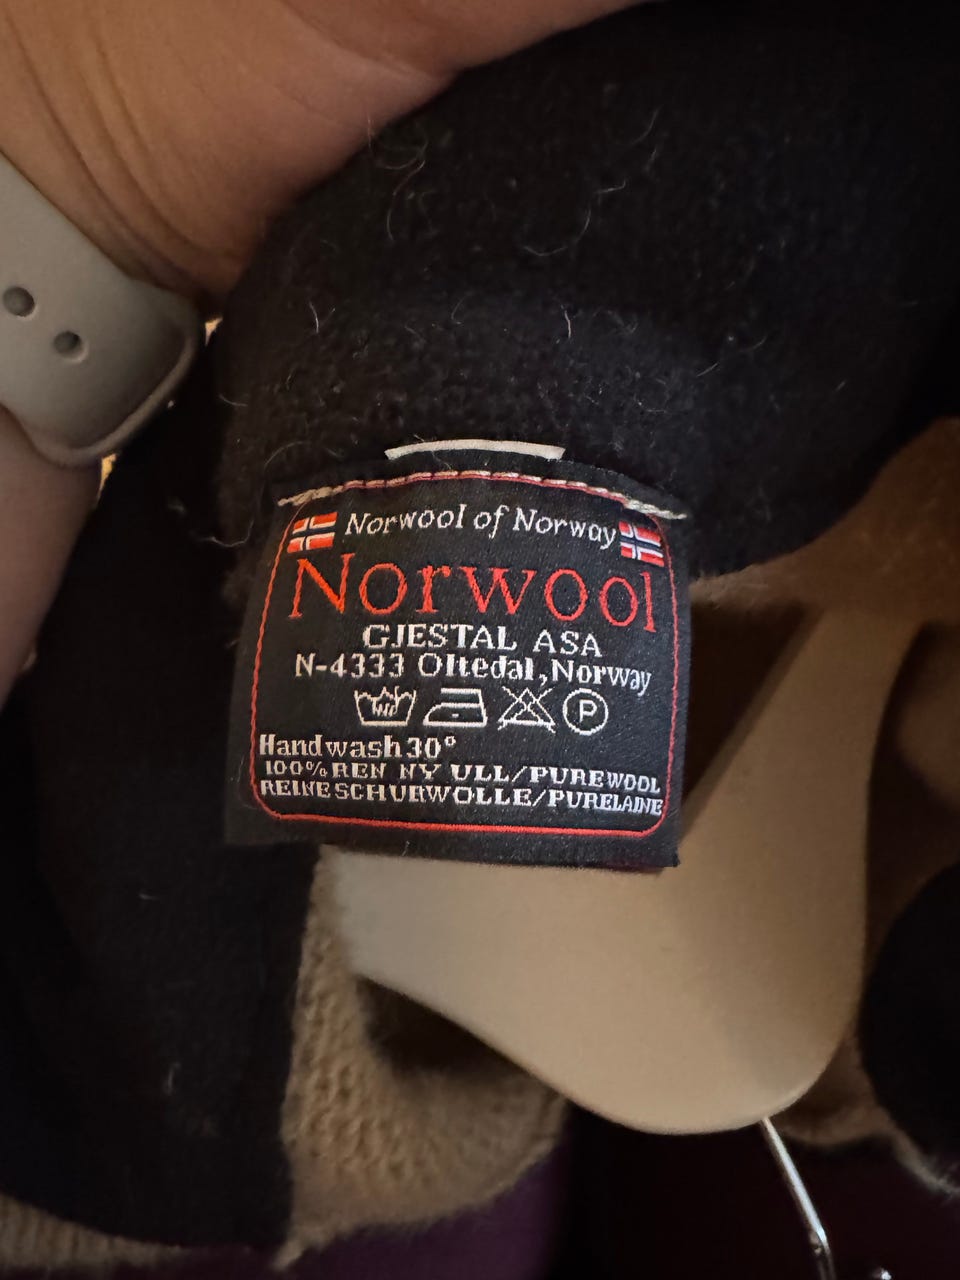 Norwool of Norway
Norwool
GJESTAL ASA
N-4333 Oltedal,Norway
P
Handwash 30°
100% REN NY ULL/PUREWOOL
REINE SCHURWOLLE/PURELAINE